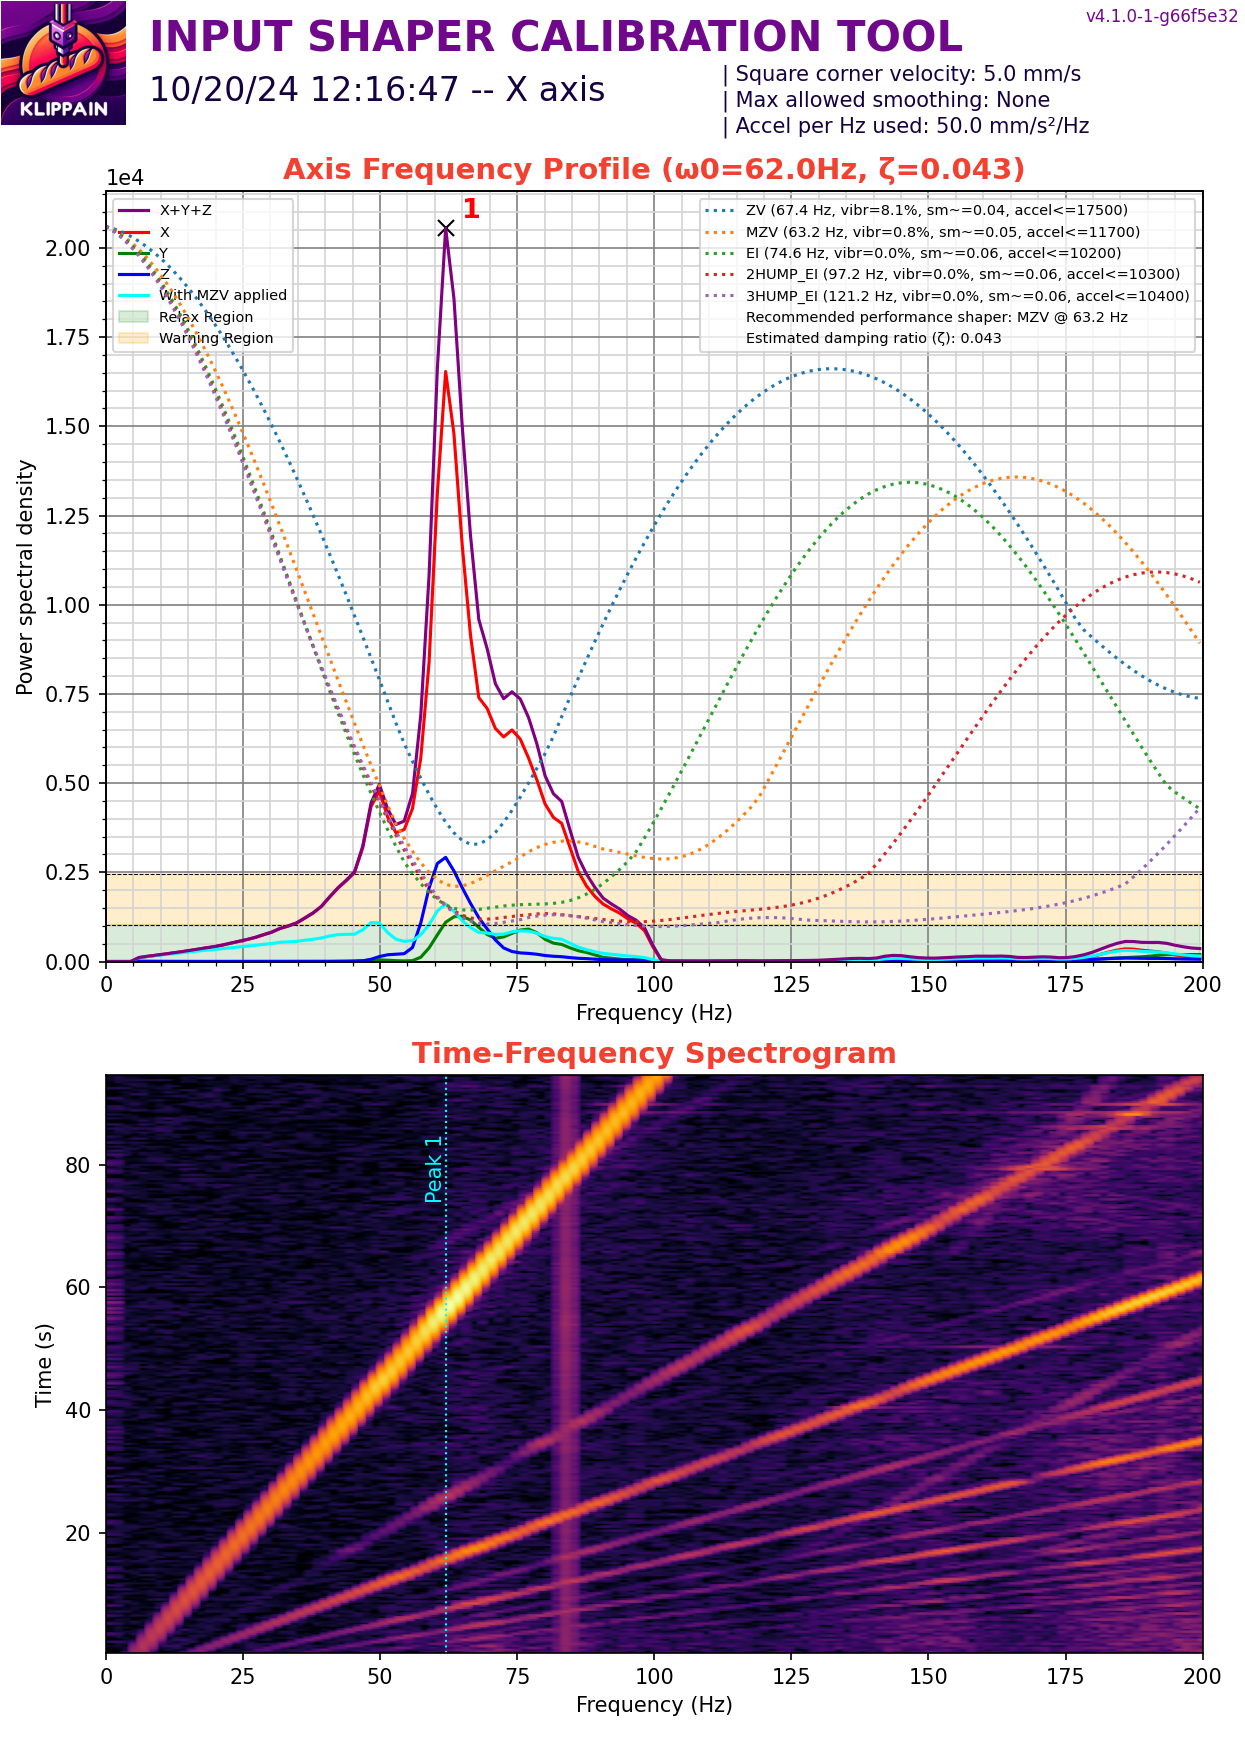 v4.1.0-1-g66f5e32
INPUT SHAPER CALIBRATION TOOL
10/20/24 12:16:47 -- X axis
| Square corner velocity: 5.0 mm/s
| Max allowed smoothing: None
| Accel per Hz used: 50.0 mm/s²/Hz
KLIPPAIN
Axis Frequency Profile (ω0=62.0Hz, ζ=0.043)
1e4
X+Y+Z
X
Y
Z
With MZV applied
Relax Region
Warning Region
1
ZV (67.4 Hz, vibr=8.1%, sm~=0.04, accel<=17500)
MZV (63.2 Hz, vibr=0.8%, sm~=0.05, accel<=11700)
EI (74.6 Hz, vibr=0.0%, sm~=0.06, accel<=10200)
2HUMP_EI (97.2 Hz, vibr=0.0%, sm~=0.06, accel<=10300)
3HUMP_EI (121.2 Hz, vibr=0.0%, sm~=0.06, accel<=10400)
Recommended performance shaper: MZV @ 63.2 Hz
Estimated damping ratio (ζ): 0.043
Power spectral density
2.00
1.75
1.50
1.25
1.00
0.75
0.50
0.25
0.00
0 25 50 75 100 125 150 175 200
Frequency (Hz)
Time-Frequency Spectrogram
Peak 1
Time (s)
80
60
40
20
0 25 50 75 100 125 150 175 200
Frequency (Hz)